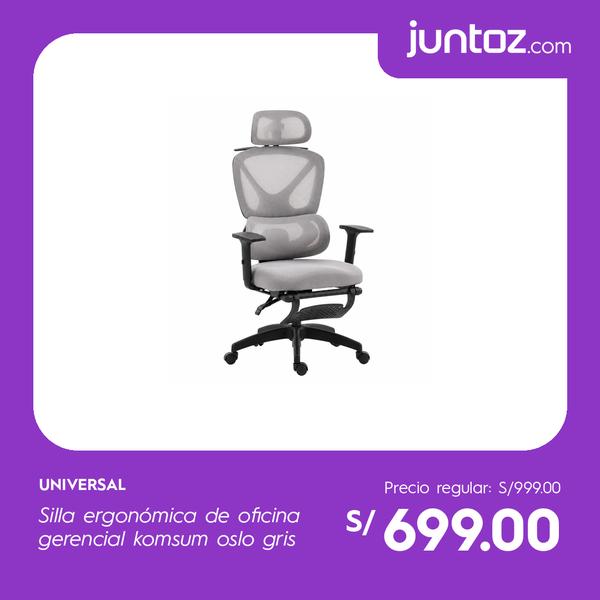 juntoz.com
UNIVERSAL
Silla ergonómica de oficina
gerencial komsum oslo gris
Precio regular: S/999.00
S/ 699.00